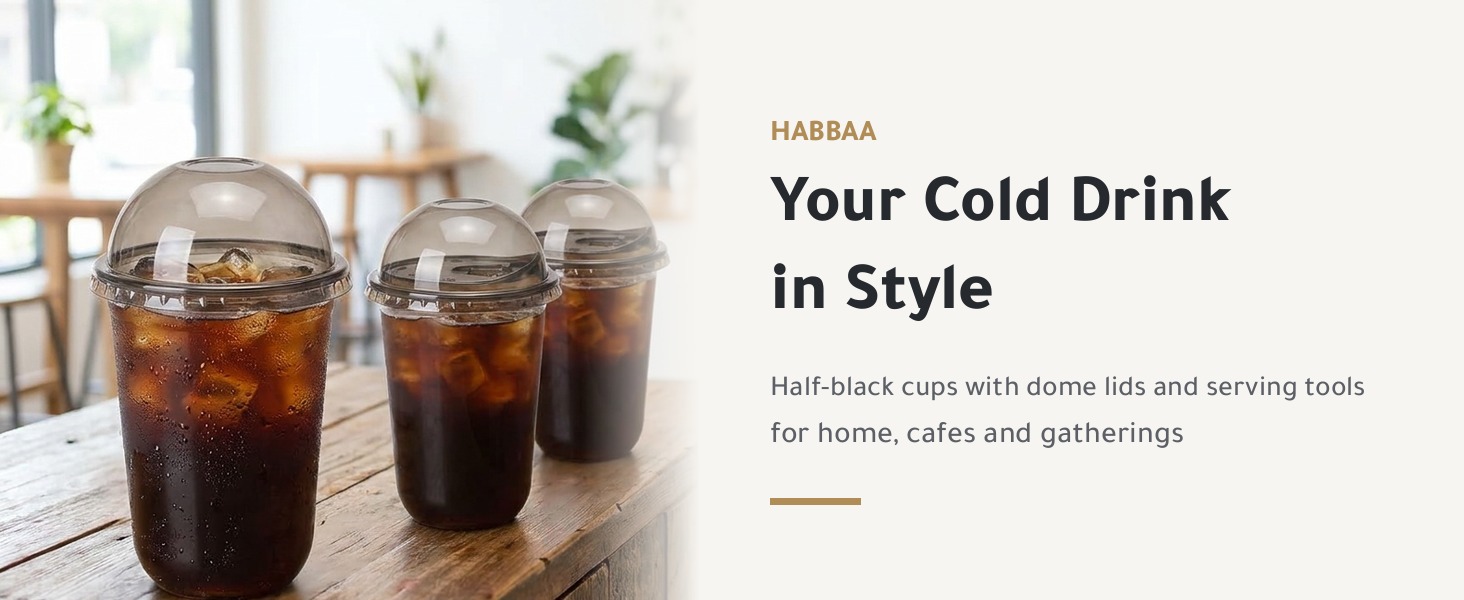 HABBAA
Your Cold Drink
in Style
Half-black cups with dome lids and serving tools
for home, cafes and gatherings